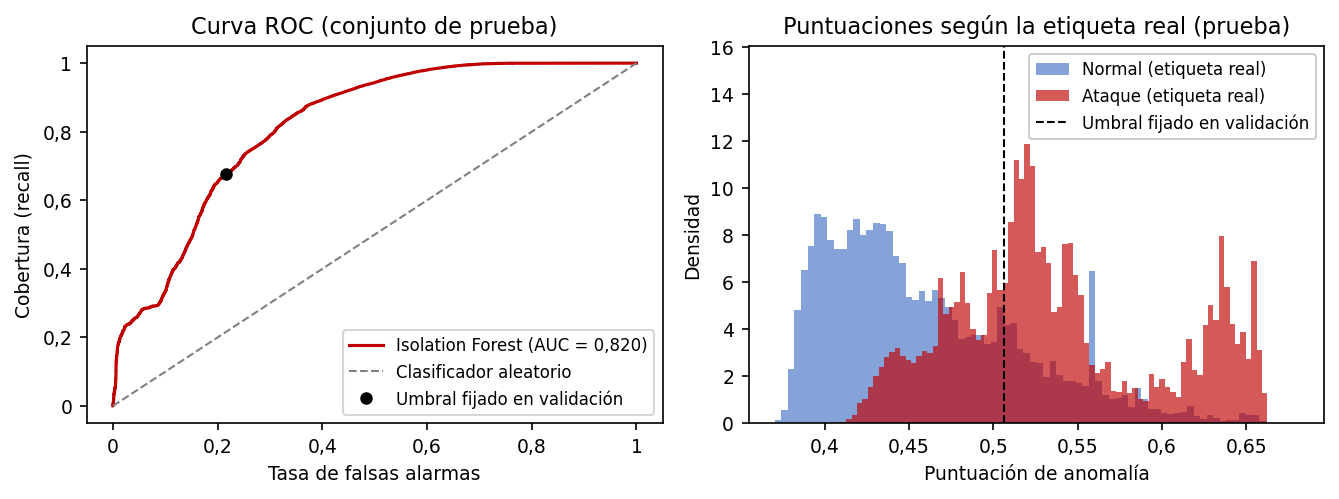 Curva ROC (conjunto de prueba)
1
0,8
0,6
0,4
0,2
0
Cobertura (recall)
Isolation Forest (AUC = 0,820)
Clasificador aleatorio
Umbral fijado en validación
0
0,2
0,4
0,6
0,8
1
Tasa de falsas alarmas
Puntuaciones según la etiqueta real (prueba)
16
14
12
10
8
6
4
2
0
Densidad
Normal (etiqueta real)
Ataque (etiqueta real)
Umbral fijado en validación
0,4
0,45
0,5
0,55
0,6
0,65
Puntuación de anomalía